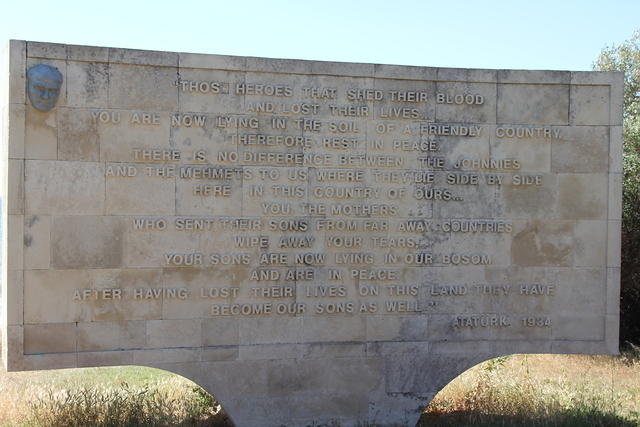 "THOSE HEROES THAT SHED THEIR BLOOD
AND LOST THEIR LIVES...
YOU ARE NOW LYING IN THE SOIL OF A FRIENDLY COUNTRY.
THEREFORE REST IN PEACE.
THERE IS NO DIFFERENCE BETWEEN THE JOHNNIES
AND THE MEHMETS TO US WHERE THEY LIE SIDE BY SIDE
HERE IN THIS COUNTRY OF OURS...
YOU, THE MOTHERS,
WHO SENT THEIR SONS FROM FAR AWAY COUNTRIES
WIPE AWAY YOUR TEARS;
YOUR SONS ARE NOW LYING IN OUR BOSOM
AND ARE IN PEACE.
AFTER HAVING LOST THEIR LIVES ON THIS LAND THEY HAVE
BECOME OUR SONS AS WELL."
ATATÜRK 1934